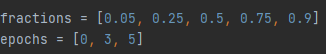 fractions = [0.05, 0.25, 0.5, 0.75, 0.9]
epochs = [0, 3, 5]